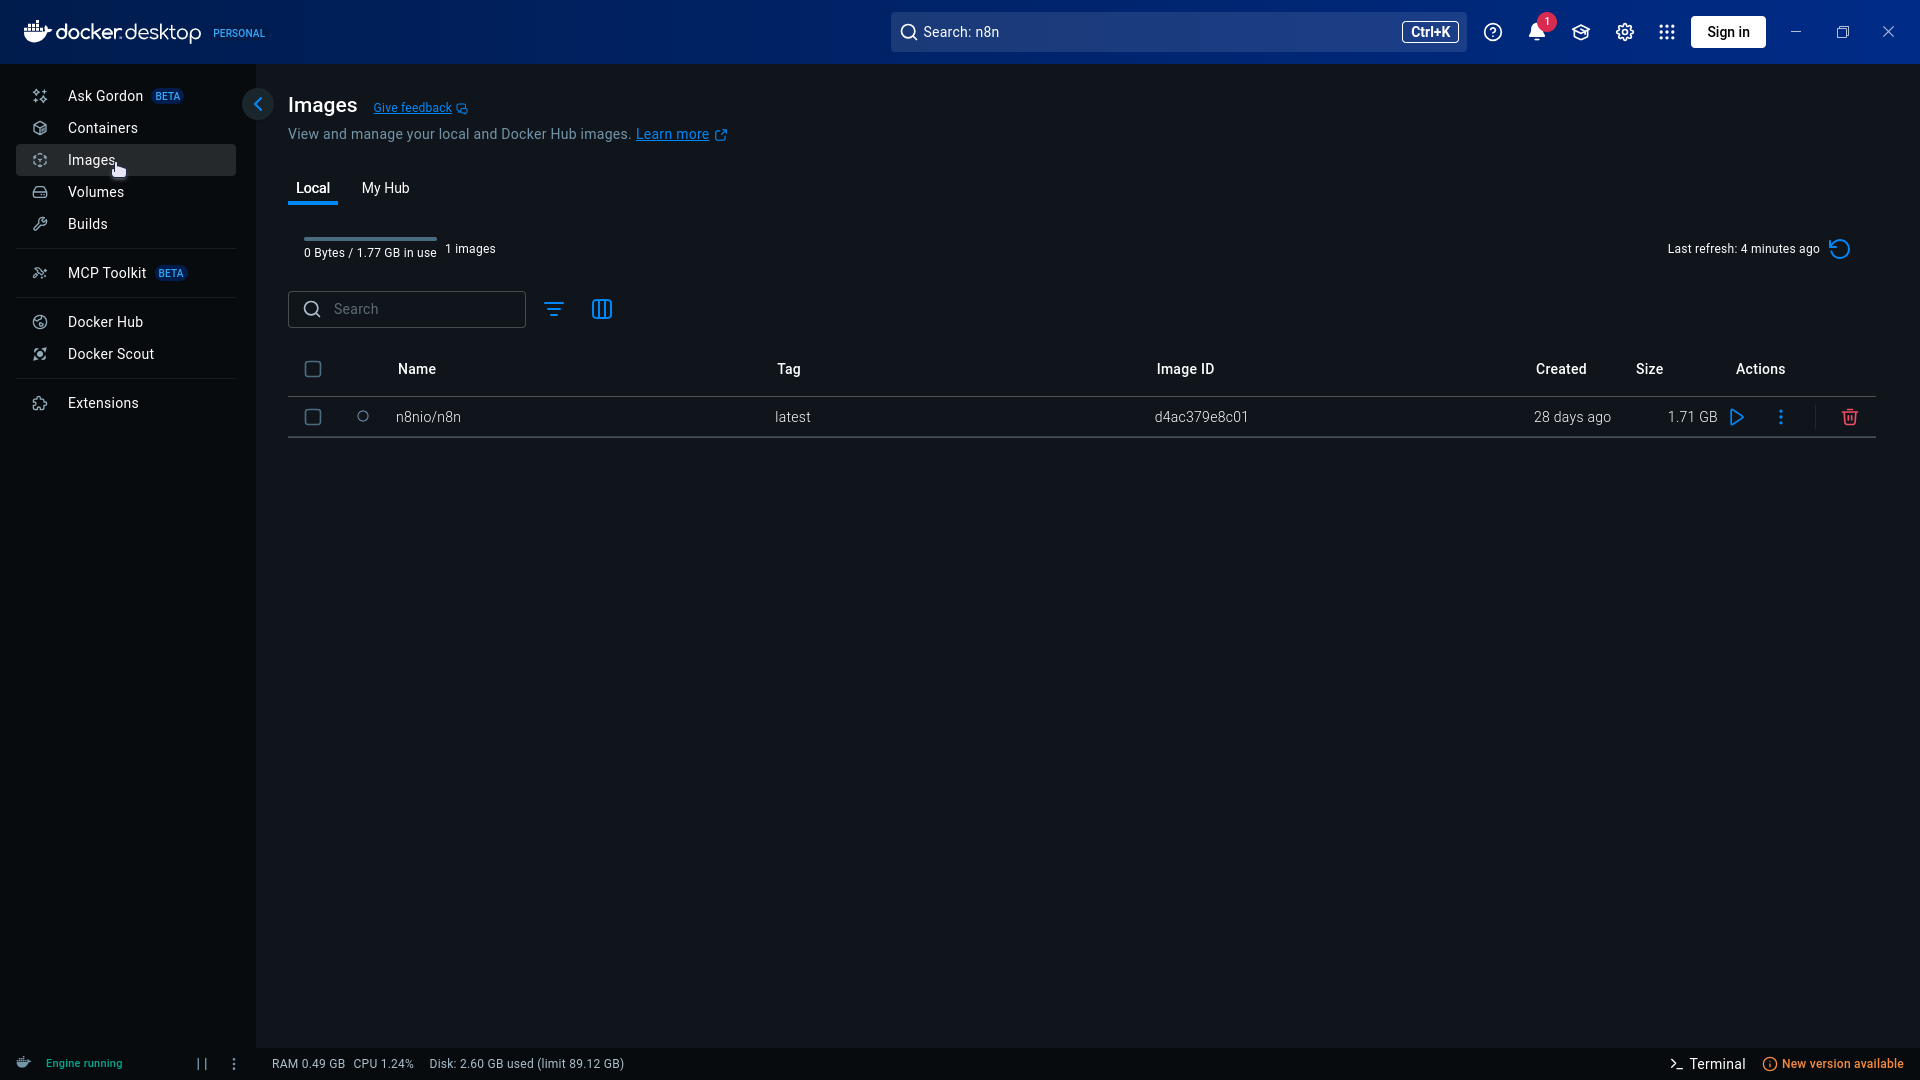 docker.desktop PERSONAL
Search: n8n Ctrl+K
1
Sign in
Ask Gordon BETA
Containers
Images
Volumes
Builds
MCP Toolkit BETA
Docker Hub
Docker Scout
Extensions
Images Give feedback
View and manage your local and Docker Hub images. Learn more
Local My Hub
0 Bytes / 1.77 GB in use 1 images
Last refresh: 4 minutes ago
Search
Name Tag Image ID Created Size Actions
n8nio/n8n latest d4ac379e8c01 28 days ago 1.71 GB
Engine running
RAM 0.49 GB CPU 1.24% Disk: 2.60 GB used (limit 89.12 GB)
Terminal
New version available